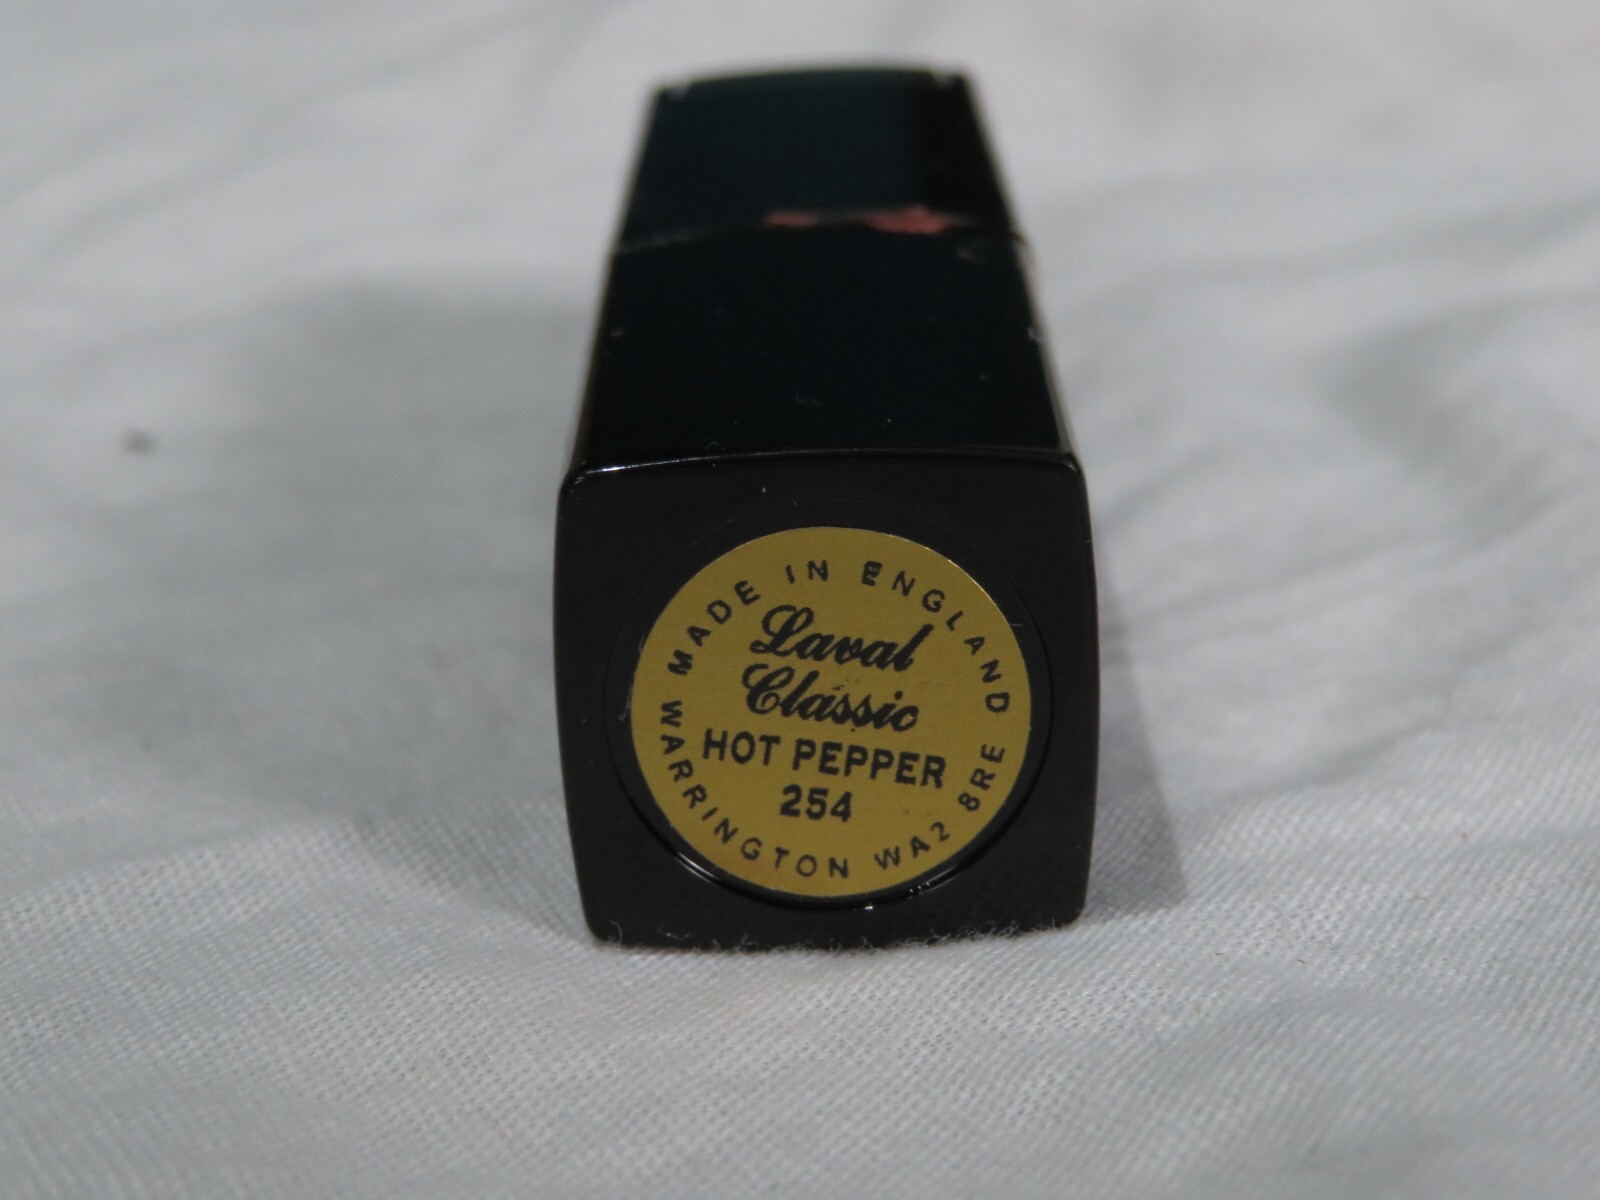 MADE IN ENGLAND
Laval
Classic
HOT PEPPER
254
WARRINGTON WA2 8RE